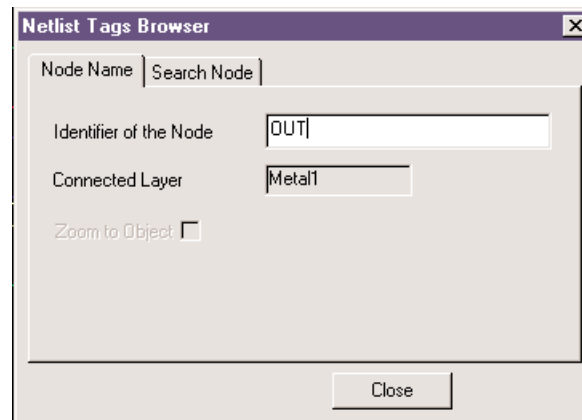 Netlist Tags Browser
Node Name Search Node
Identifier of the Node OUT
Connected Layer Metal1
Zoom to Object
Close